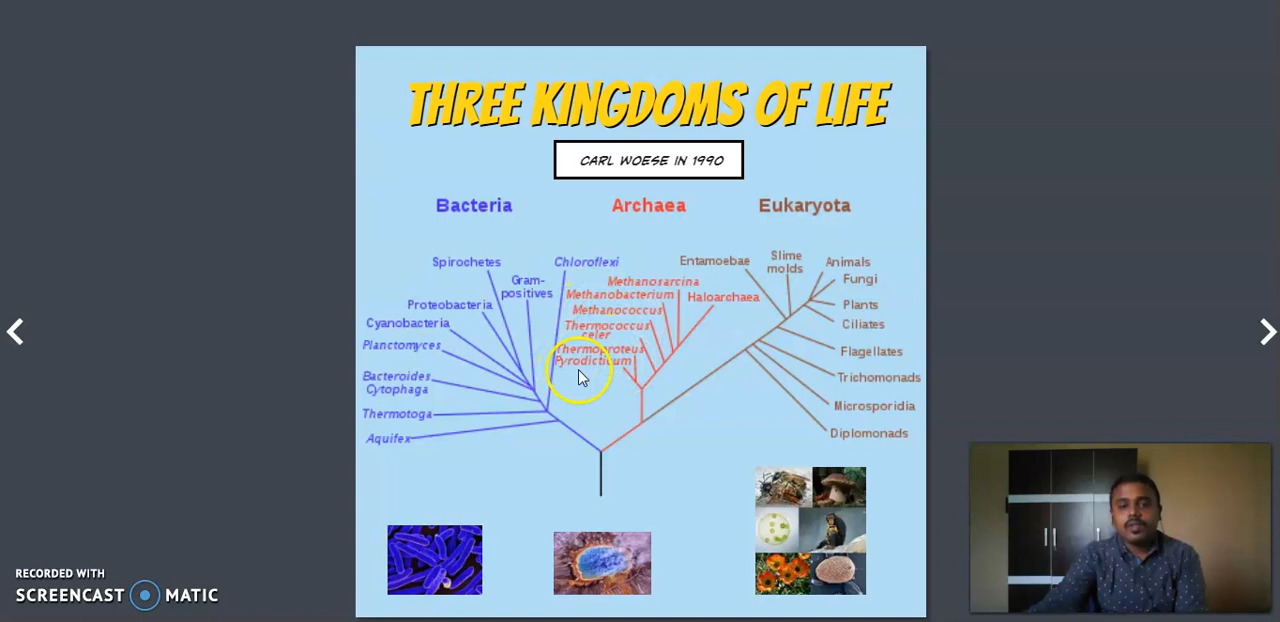 THREE KINGDOMS OF LIFE
CARL WOESE IN 1990
Bacteria
Archaea
Eukaryota
Spirochetes
Gram-
positives
Chloroflexi
Proteobacteria
Cyanobacteria
Planctomyces
Bacteroides
Cytophaga
Thermotoga
Aquifex
Methanosarcina
Methanobacterium
Haloarchaea
Methanococcus
Thermococcus
celer
Thermoproteus
Pyrodicticum
Entamoebae
Slime
molds
Animals
Fungi
Plants
Ciliates
Flagellates
Trichomonads
Microsporidia
Diplomonads
RECORDED WITH
SCREENCAST MATIC